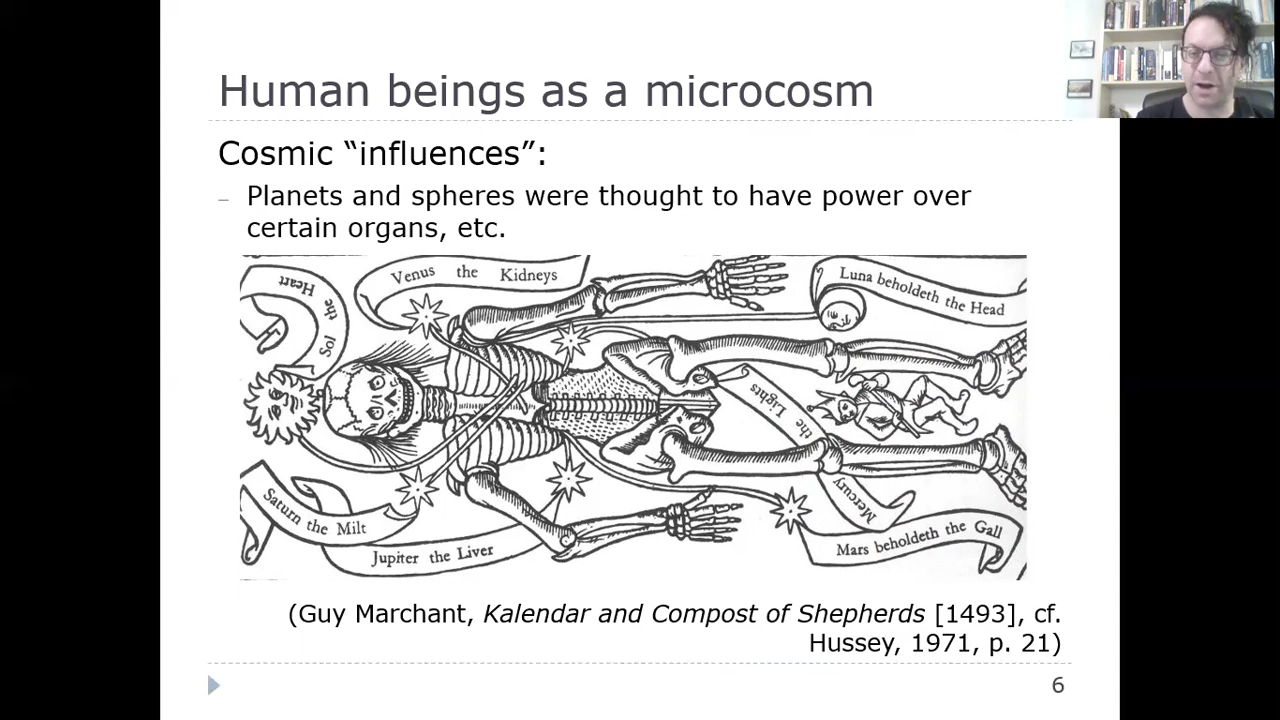 Human beings as a microcosm
Cosmic “influences”:
– Planets and spheres were thought to have power over
certain organs, etc.
Sol the Heart
Venus the Kidneys
Luna beholdeth the Head
the Lights
Mercury
Saturn the Milt
Jupiter the Liver
Mars beholdeth the Gall
(Guy Marchant, Kalendar and Compost of Shepherds [1493], cf.
Hussey, 1971, p. 21)
6